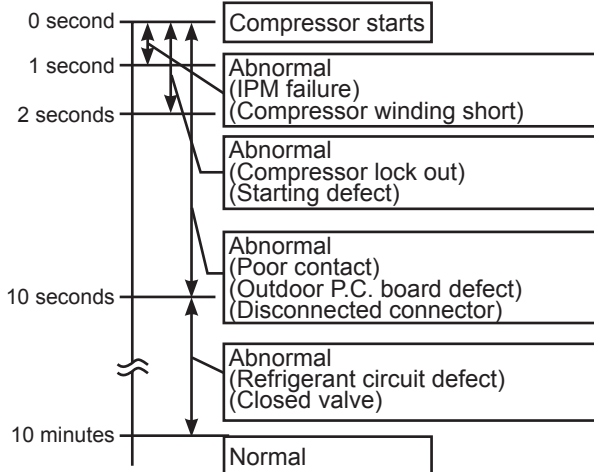 0 second
Compressor starts
1 second
Abnormal
(IPM failure)
(Compressor winding short)
2 seconds
Abnormal
(Compressor lock out)
(Starting defect)
Abnormal
(Poor contact)
(Outdoor P.C. board defect)
(Disconnected connector)
10 seconds
Abnormal
(Refrigerant circuit defect)
(Closed valve)
10 minutes
Normal